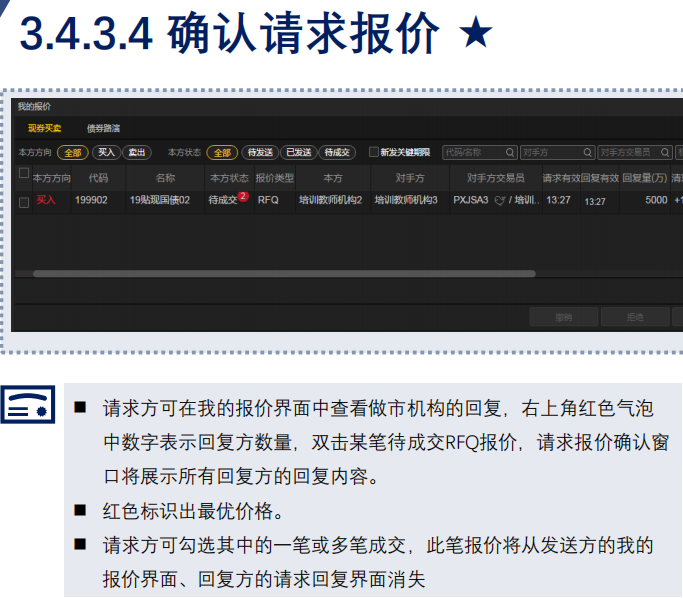 3.4.3.4 确认请求报价 ★
我的报价
现券买卖 债券路演
本方方向 全部 买入 卖出 本方状态 全部 待发送 已发送 待成交 新发关键期限 代码/名称 对手方 对手方交易员
本方方向 代码 名称 本方状态 报价类型 本方 对手方 对手方交易员 请求有效 回复有效 回复量(万) 清
买入 199902 19贴现国债02 待成交 2 RFQ 培训教师机构2 培训教师机构3 PXJSA3 / 培训.. 13:27 13:27 5000 +1
撤销 拒绝
■ 请求方可在我的报价界面中查看做市机构的回复，右上角红色气泡
中数字表示回复方数量，双击某笔待成交RFQ报价，请求报价确认窗
口将展示所有回复方的回复内容。
■ 红色标识出最优价格。
■ 请求方可勾选其中的一笔或多笔成交，此笔报价将从发送方的我的
报价界面、回复方的请求回复界面消失